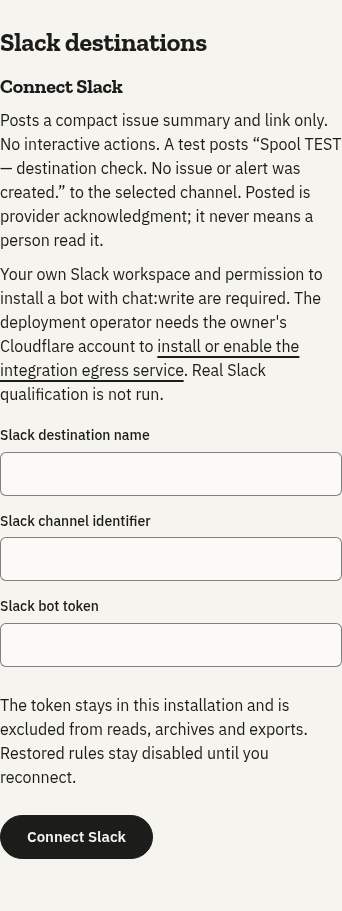 Slack destinations
Connect Slack
Posts a compact issue summary and link only.
No interactive actions. A test posts “Spool TEST
— destination check. No issue or alert was
created.” to the selected channel. Posted is
provider acknowledgment; it never means a
person read it.
Your own Slack workspace and permission to
install a bot with chat:write are required. The
deployment operator needs the owner's
Cloudflare account to install or enable the
integration egress service. Real Slack
qualification is not run.
Slack destination name
Slack channel identifier
Slack bot token
The token stays in this installation and is
excluded from reads, archives and exports.
Restored rules stay disabled until you
reconnect.
Connect Slack